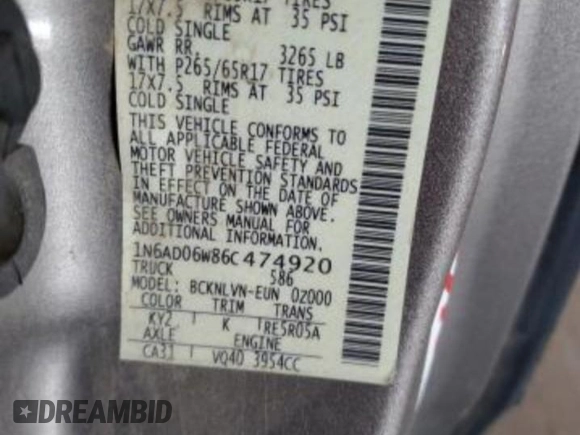 TIRES
17X7.5 RIMS AT 35 PSI
COLD SINGLE
GAWR RR. 3265 LB
WITH P265/65R17 TIRES
17X7.5 RIMS AT 35 PSI
COLD SINGLE
THIS VEHICLE CONFORMS TO
ALL APPLICABLE FEDERAL
MOTOR VEHICLE SAFETY AND
THEFT PREVENTION STANDARDS
IN EFFECT ON THE DATE OF
MANUFACTURE SHOWN ABOVE.
SEE OWNERS MANUAL FOR
ADDITIONAL INFORMATION.
1N6AD06W86C474920
TRUCK 586
MODEL: BCKNLVN-EUN 0Z000
COLOR TRIM TRANS
KY2 K RE5R05A
AXLE ENGINE
CA31 VQ40 3954CC
DREAMBID